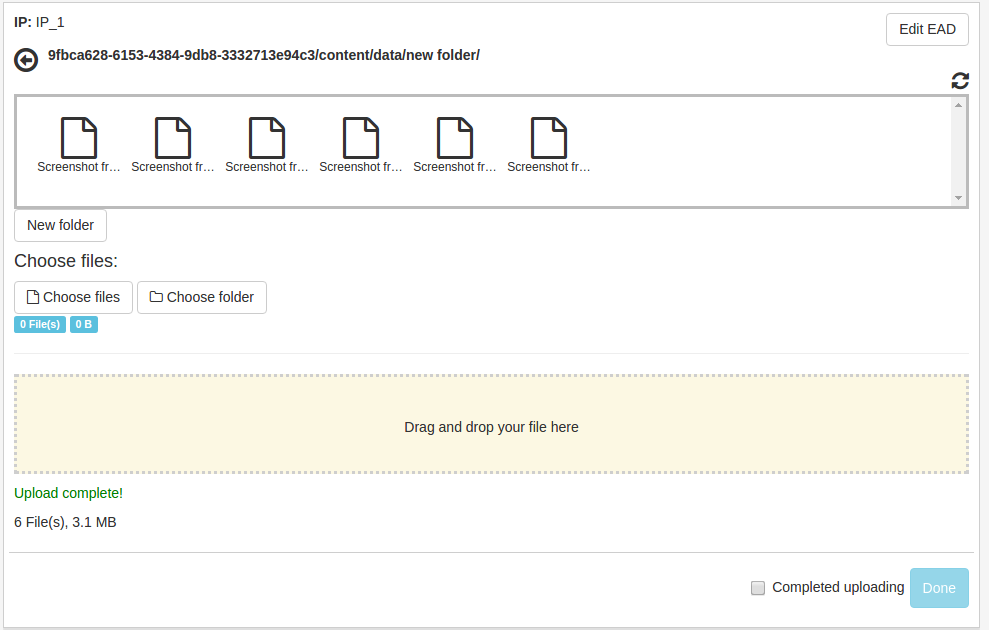 IP: IP_1
Edit EAD
9fbca628-6153-4384-9db8-3332713e94c3/content/data/new folder/
Screenshot fr... Screenshot fr... Screenshot fr... Screenshot fr... Screenshot fr... Screenshot fr...
New folder
Choose files:
Choose files Choose folder
0 File(s) 0 B
Drag and drop your file here
Upload complete!
6 File(s), 3.1 MB
Completed uploading Done